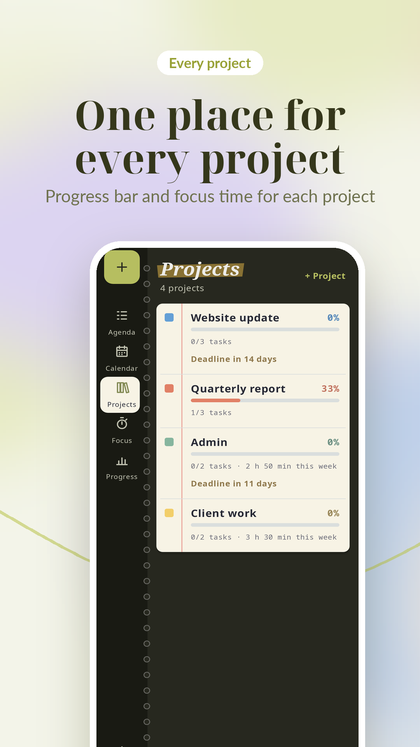 Every project
One place for
every project
Progress bar and focus time for each project
+
Agenda
Calendar
Projects
Focus
Progress
Projects
4 projects
+ Project
Website update 0%
0/3 tasks
Deadline in 14 days
Quarterly report 33%
1/3 tasks
Admin 0%
0/2 tasks · 2 h 50 min this week
Deadline in 11 days
Client work 0%
0/2 tasks · 3 h 30 min this week